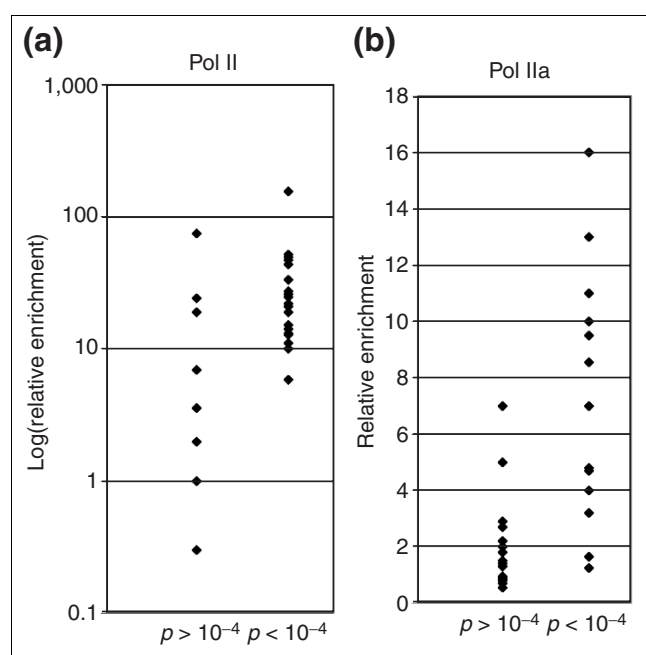 (a)
Pol II
Log(relative enrichment)
1,000
100
10
1
0.1
p > 10⁻⁴ p < 10⁻⁴
(b)
Pol IIa
Relative enrichment
18
16
14
12
10
8
6
4
2
0
p > 10⁻⁴ p < 10⁻⁴